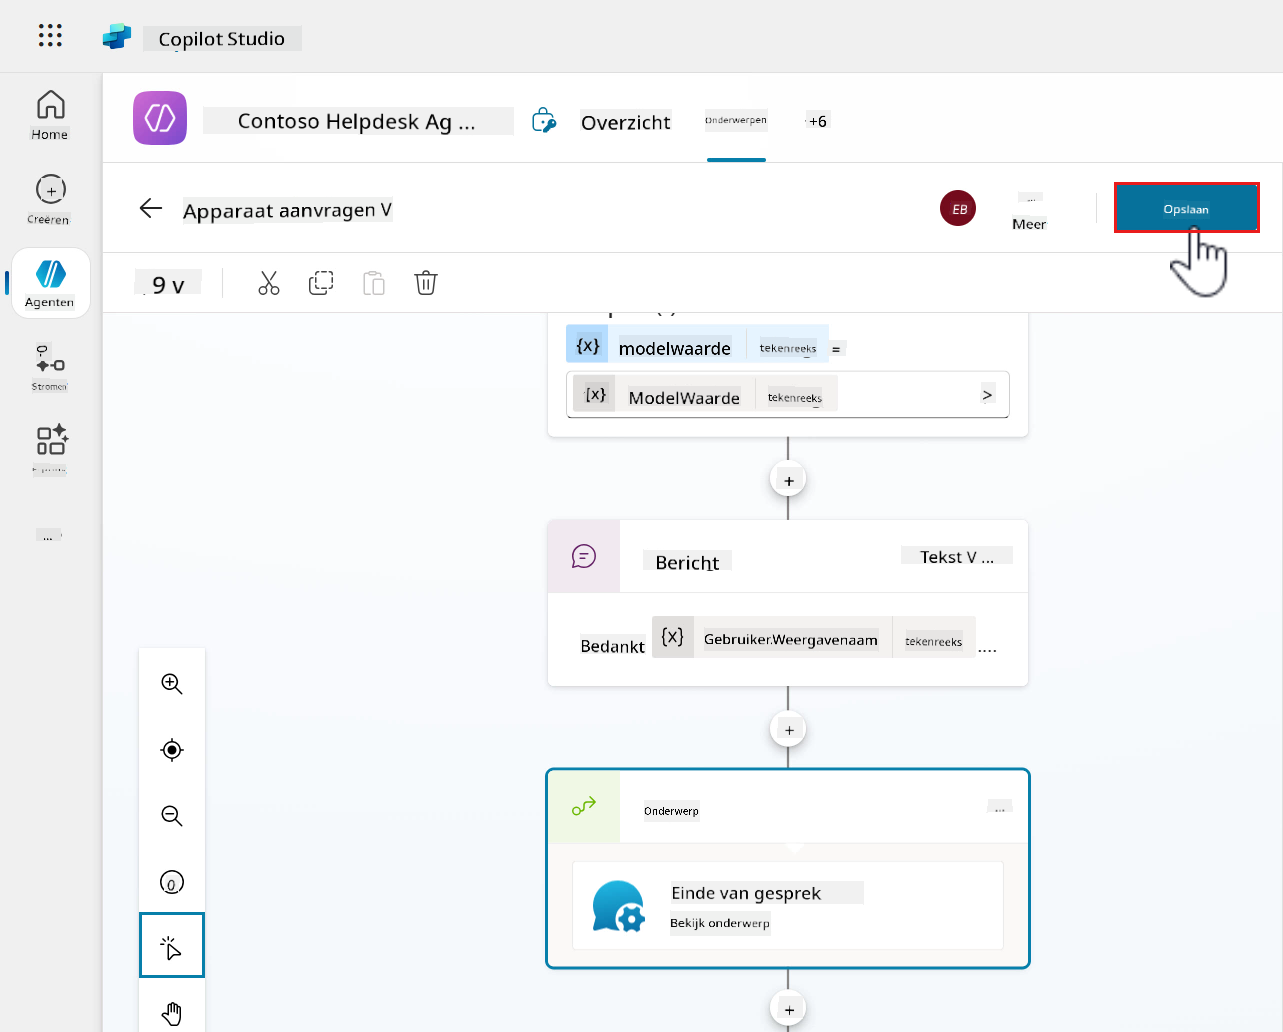 Copilot Studio
Home
Creëren
Agenten
Stromen
...
Contoso Helpdesk Ag ...
Overzicht
Onderwerpen
+6
Apparaat aanvragen V
EB
...
Meer
Opslaan
9 v
{x} modelwaarde tekenreeks =
{x} ModelWaarde tekenreeks >
+
Bericht
Tekst V ...
Bedankt {x} Gebruiker.Weergavenaam tekenreeks ....
+
Onderwerp
...
Einde van gesprek
Bekijk onderwerp
+